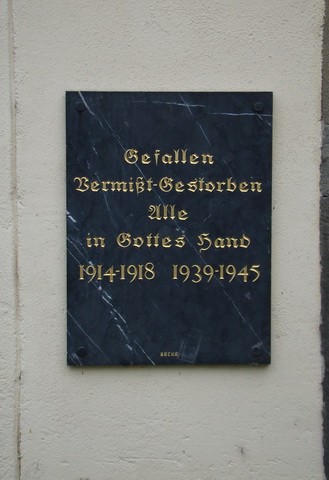 Gefallen
Vermißt-Gestorben
Alle
in Gottes Hand
1914-1918 1939-1945